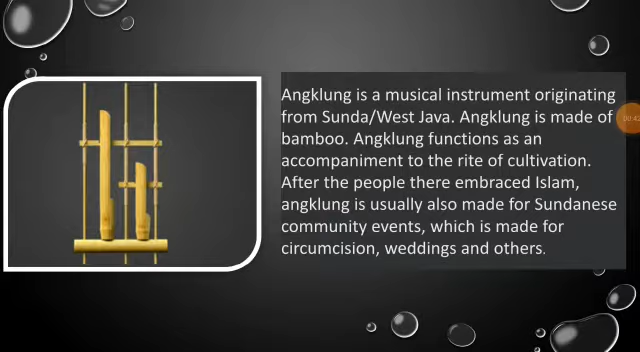 Angklung is a musical instrument originating
from Sunda/West Java. Angklung is made of
bamboo. Angklung functions as an
accompaniment to the rite of cultivation.
After the people there embraced Islam,
angklung is usually also made for Sundanese
community events, which is made for
circumcision, weddings and others.